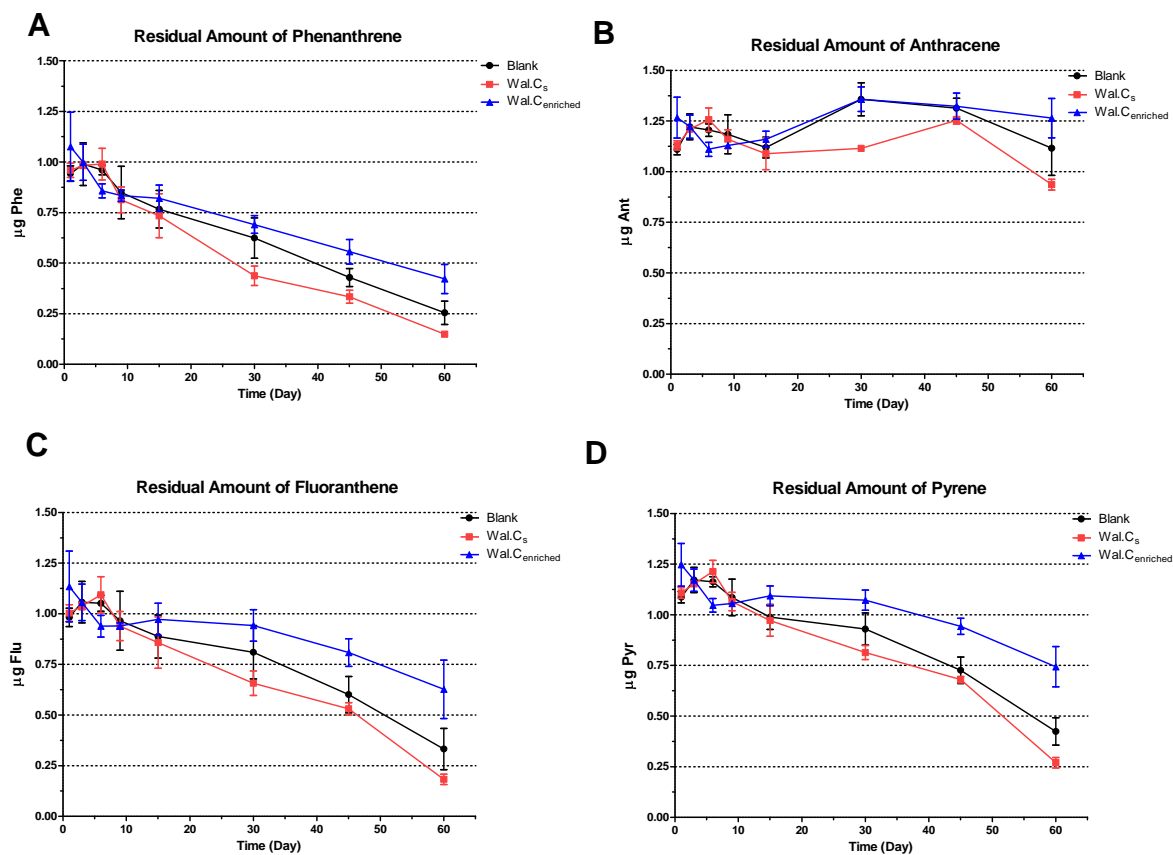 A
Residual Amount of Phenanthrene
1.50
1.25
1.00
0.75
0.50
0.25
0.00
μg Phe
0 10 20 30 40 50 60
Time (Day)
Blank
Wal.Cs
Wal.Cenriched
B
Residual Amount of Anthracene
1.50
1.25
1.00
1.25
0.75
0.50
0.25
0.00
μg Ant
0 10 20 30 40 50 60
Time (Day)
Blank
Wal.Cs
Wal.Cenriched
C
Residual Amount of Fluoranthene
1.50
1.25
1.00
0.75
0.50
0.25
0.00
μg Flu
0 10 20 30 40 50 60
Time (Day)
Blank
Wal.Cs
Wal.Cenriched
D
Residual Amount of Pyrene
1.50
1.25
1.00
0.75
0.50
0.25
0.00
μg Pyr
0 10 20 30 40 50 60
Time (Day)
Blank
Wal.Cs
Wal.Cenriched